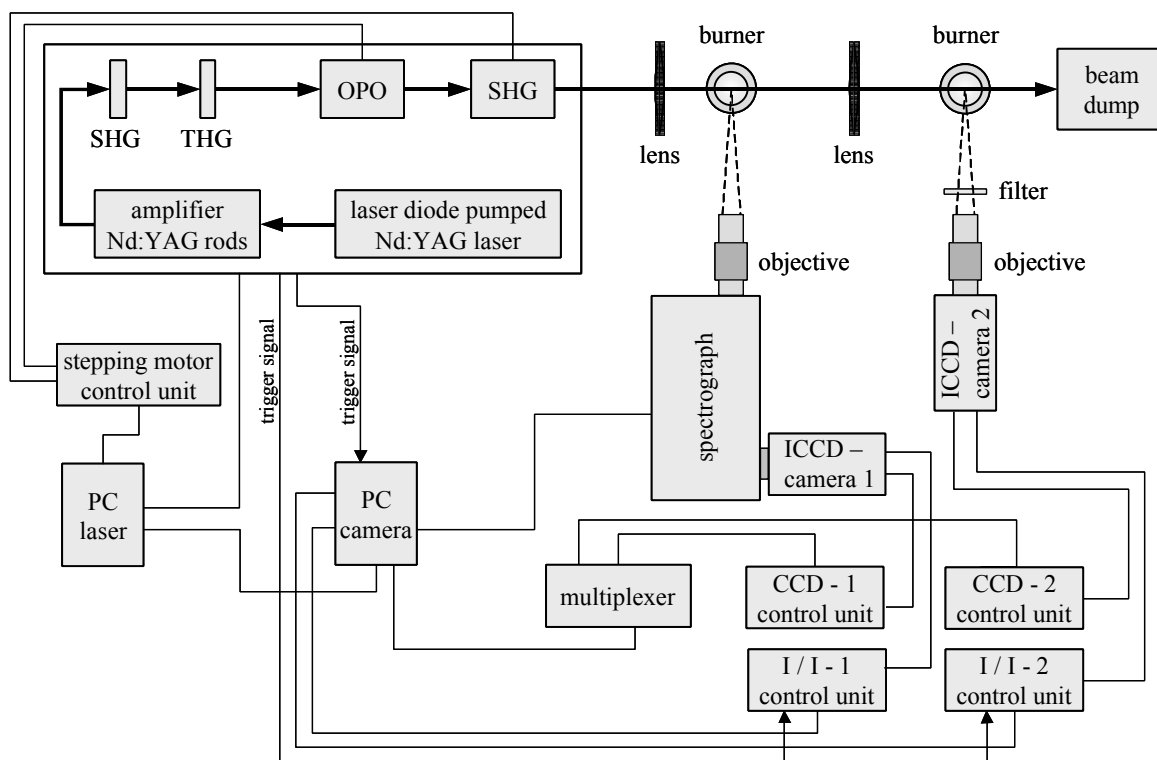 burner
burner
OPO
SHG
beam
dump
SHG
THG
lens
lens
filter
amplifier
Nd:YAG rods
laser diode pumped
Nd:YAG laser
objective
objective
stepping motor
control unit
trigger signal
trigger signal
spectrograph
ICCD –
camera 2
ICCD –
camera 1
PC
laser
PC
camera
multiplexer
CCD - 1
control unit
CCD - 2
control unit
I / I - 1
control unit
I / I - 2
control unit